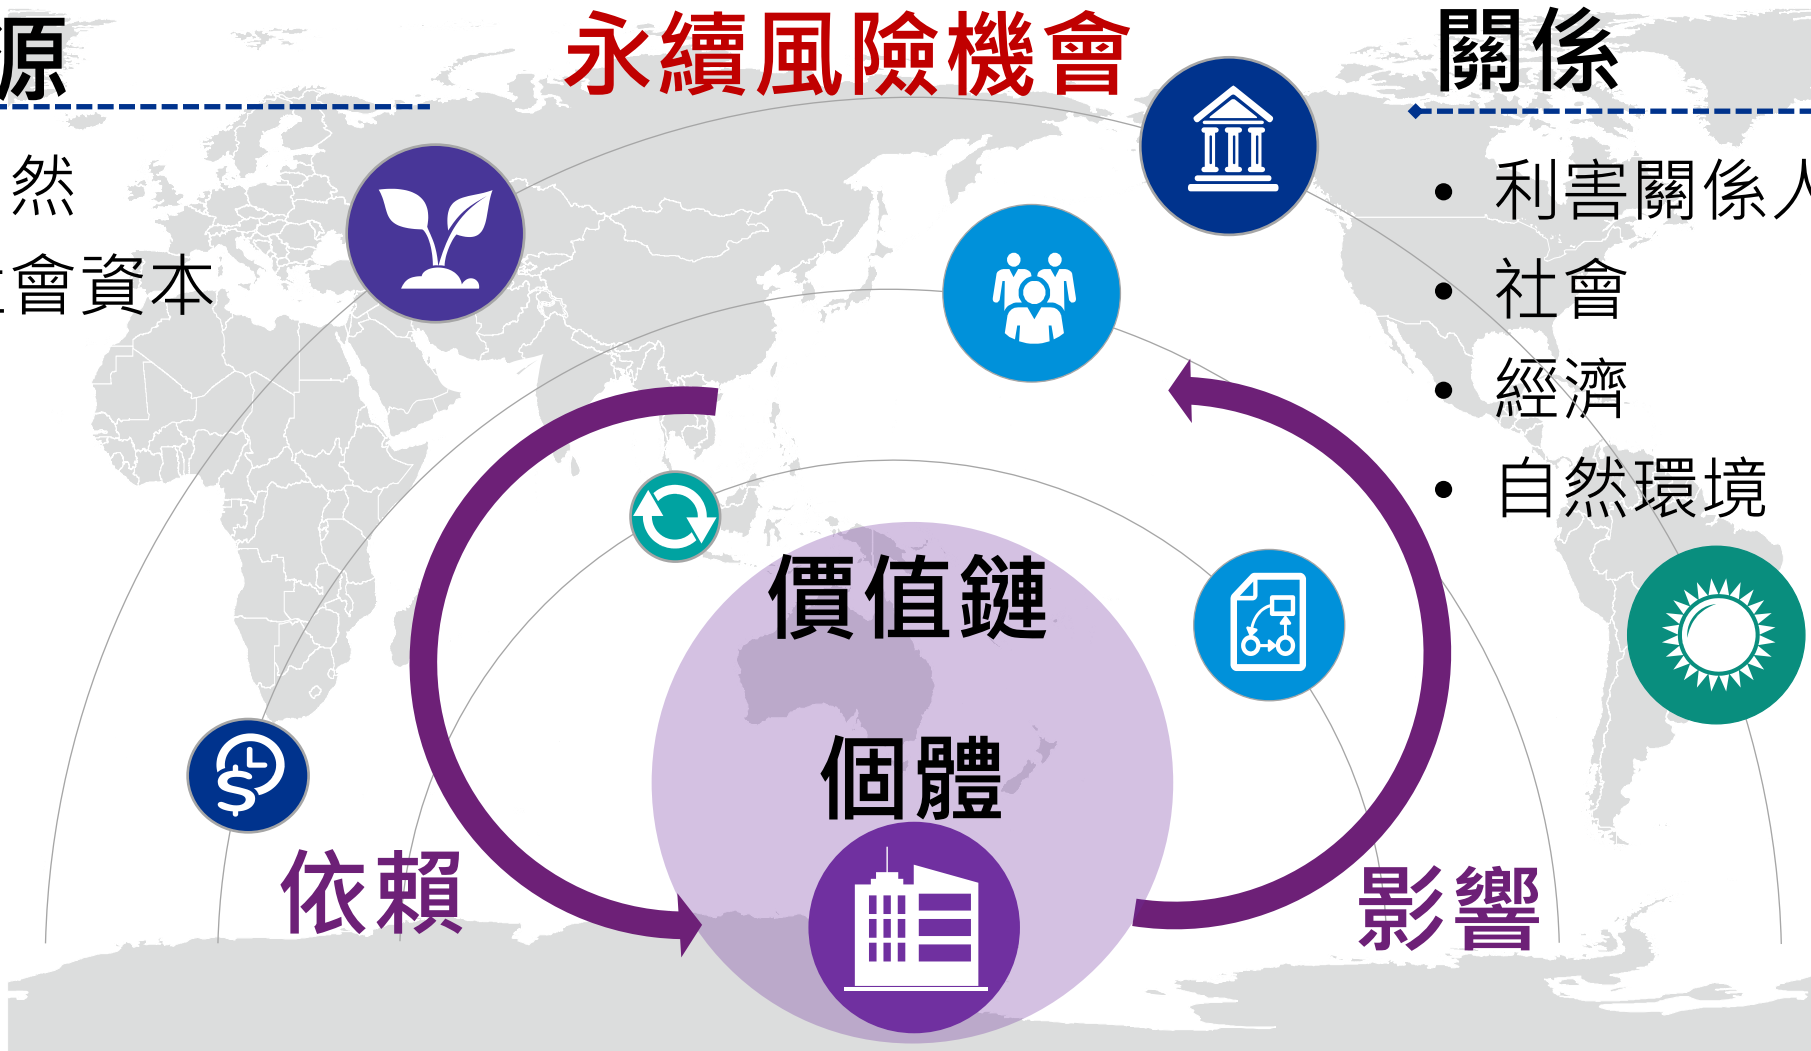 源
永續風險機會
關係
然
會資本
• 利害關係人
• 社會
• 經濟
• 自然環境
價值鏈
個體
依賴
影響